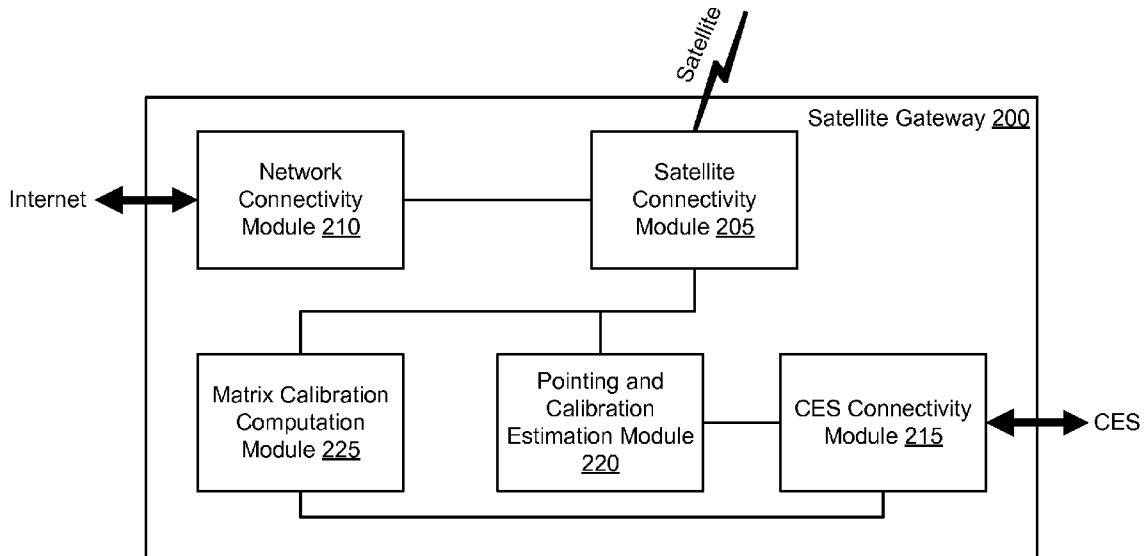 Satellite
Satellite Gateway 200
Internet
Network
Connectivity
Module 210
Satellite
Connectivity
Module 205
Matrix Calibration
Computation
Module 225
Pointing and
Calibration
Estimation Module
220
CES Connectivity
Module 215
CES